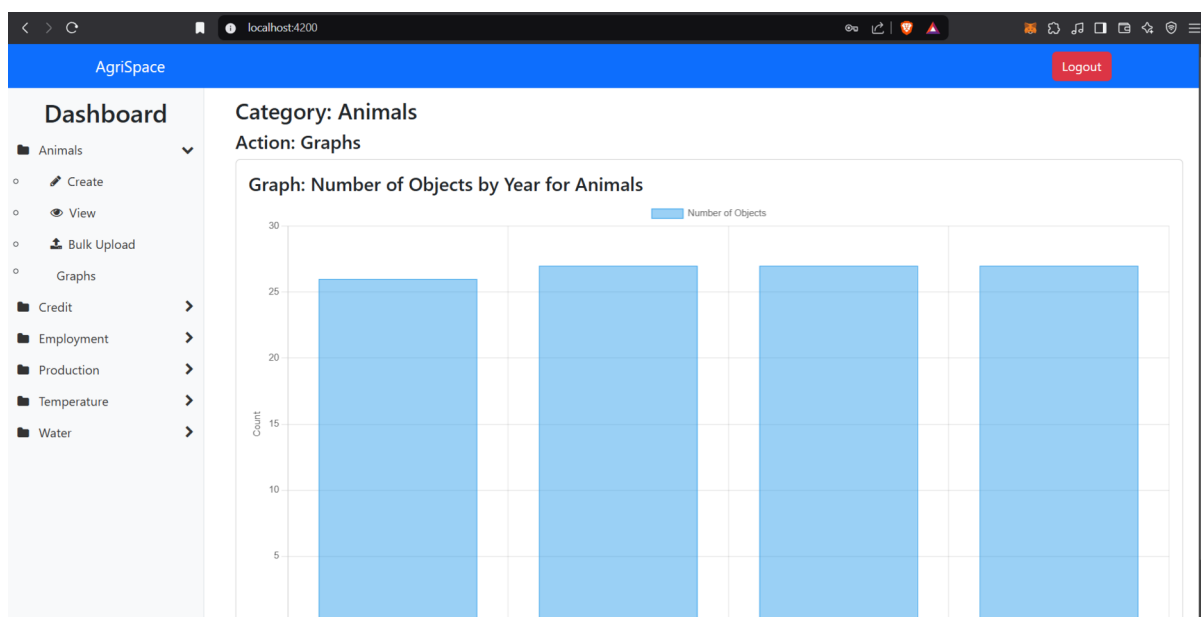 localhost:4200
AgriSpace
Logout
Dashboard
Animals
Create
View
Bulk Upload
Graphs
Credit
Employment
Production
Temperature
Water
Category: Animals
Action: Graphs
Graph: Number of Objects by Year for Animals
Number of Objects
30
25
20
15
10
5
Count